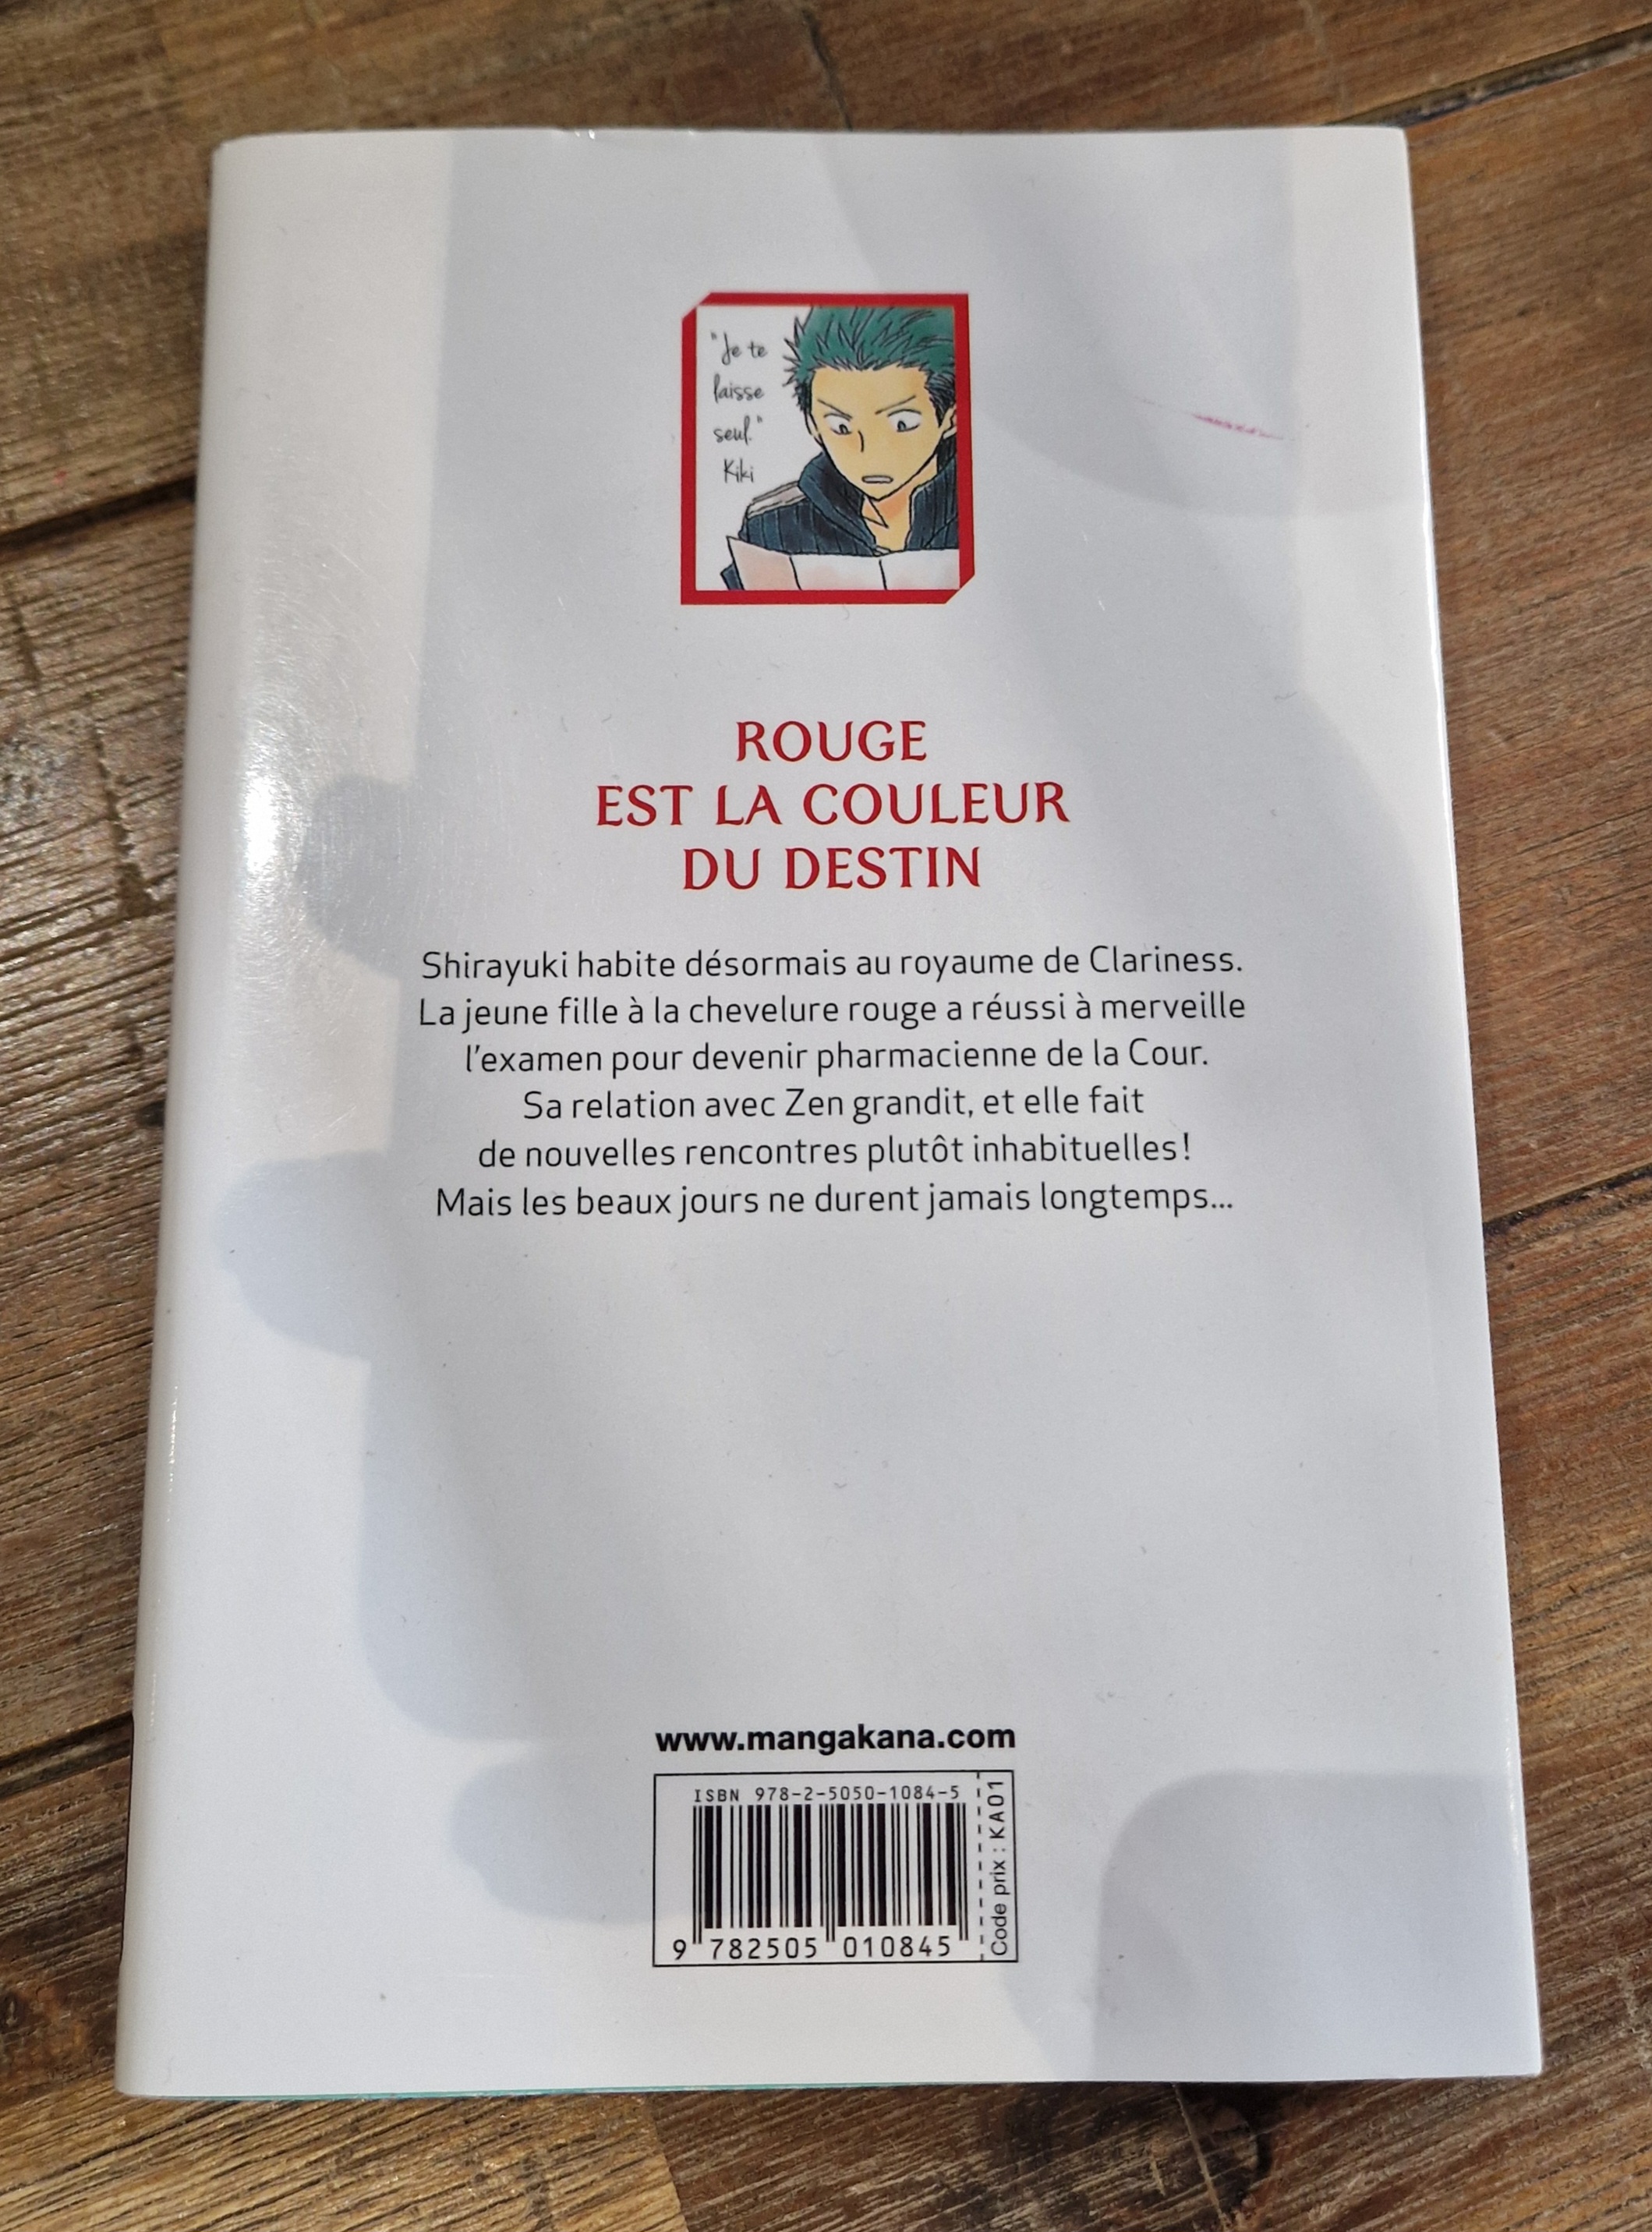 "Je te
laisse
seul."
Kiki
ROUGE
EST LA COULEUR
DU DESTIN
Shirayuki habite désormais au royaume de Clariness.
La jeune fille à la chevelure rouge a réussi à merveille
l'examen pour devenir pharmacienne de la Cour.
Sa relation avec Zen grandit, et elle fait
de nouvelles rencontres plutôt inhabituelles!
Mais les beaux jours ne durent jamais longtemps...
www.mangakana.com
ISBN 978-2-5050-1084-5
9 782505 010845
Code prix : KA01